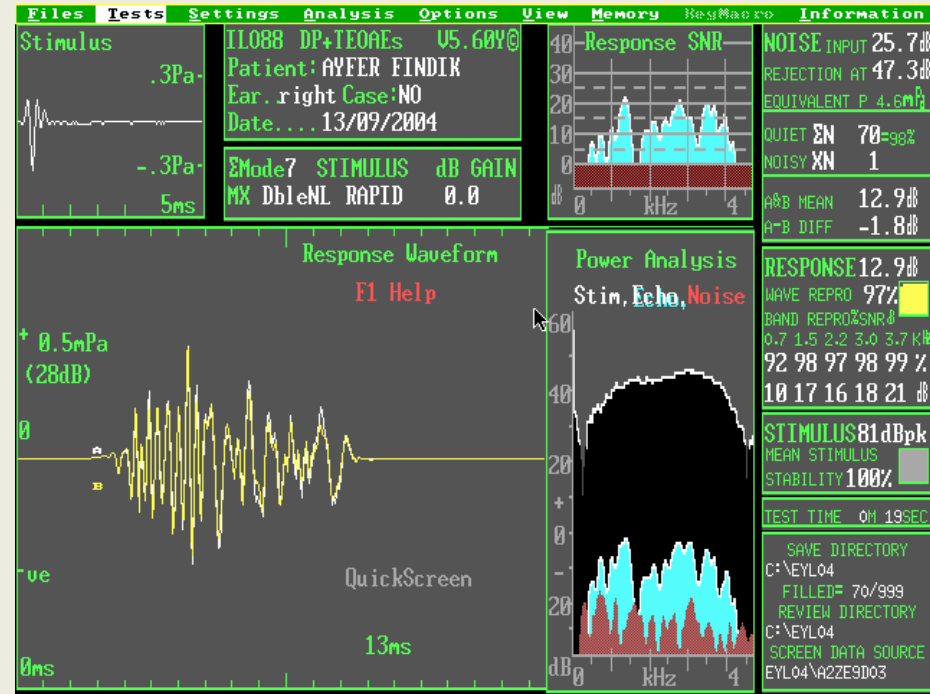 Files Tests Settings Analysis Options View Memory KeyMacro Information
Stimulus
.3Pa-
-.3Pa-
5ms
ILO88 DP+TEOAEs V5.60Y©
Patient: AYFER FINDIK
Ear..right Case:NO
Date....13/09/2004
ΣMode7 STIMULUS dB GAIN
MX DbleNL RAPID 0.0
Response SNR
40
30
20
10
0
dB 0 kHz 4
NOISE INPUT 25.7dB
REJECTION AT 47.3dB
EQUIVALENT P 4.6mPa
QUIET ΣN 70=98%
NOISY XN 1
A&B MEAN 12.9dB
A-B DIFF -1.8dB
RESPONSE 12.9dB
WAVE REPRO 97%
BAND REPRO%SNRdB
0.7 1.5 2.2 3.0 3.7 KHz
92 98 97 98 99 %
10 17 16 18 21 dB
STIMULUS 81dBpk
MEAN STIMULUS
STABILITY 100%
TEST TIME 0M 19SEC
SAVE DIRECTORY
C:\EYL04
FILLED= 70/999
REVIEW DIRECTORY
C:\EYL04
SCREEN DATA SOURCE
EYL04\A2ZE9D03
Response Waveform
F1 Help
+ 0.5mPa
(28dB)
0
A
B
-ve
QuickScreen
13ms
0ms
Power Analysis
Stim,Echo,Noise
60
40
20
+
0
-
20
dB 0 kHz 4